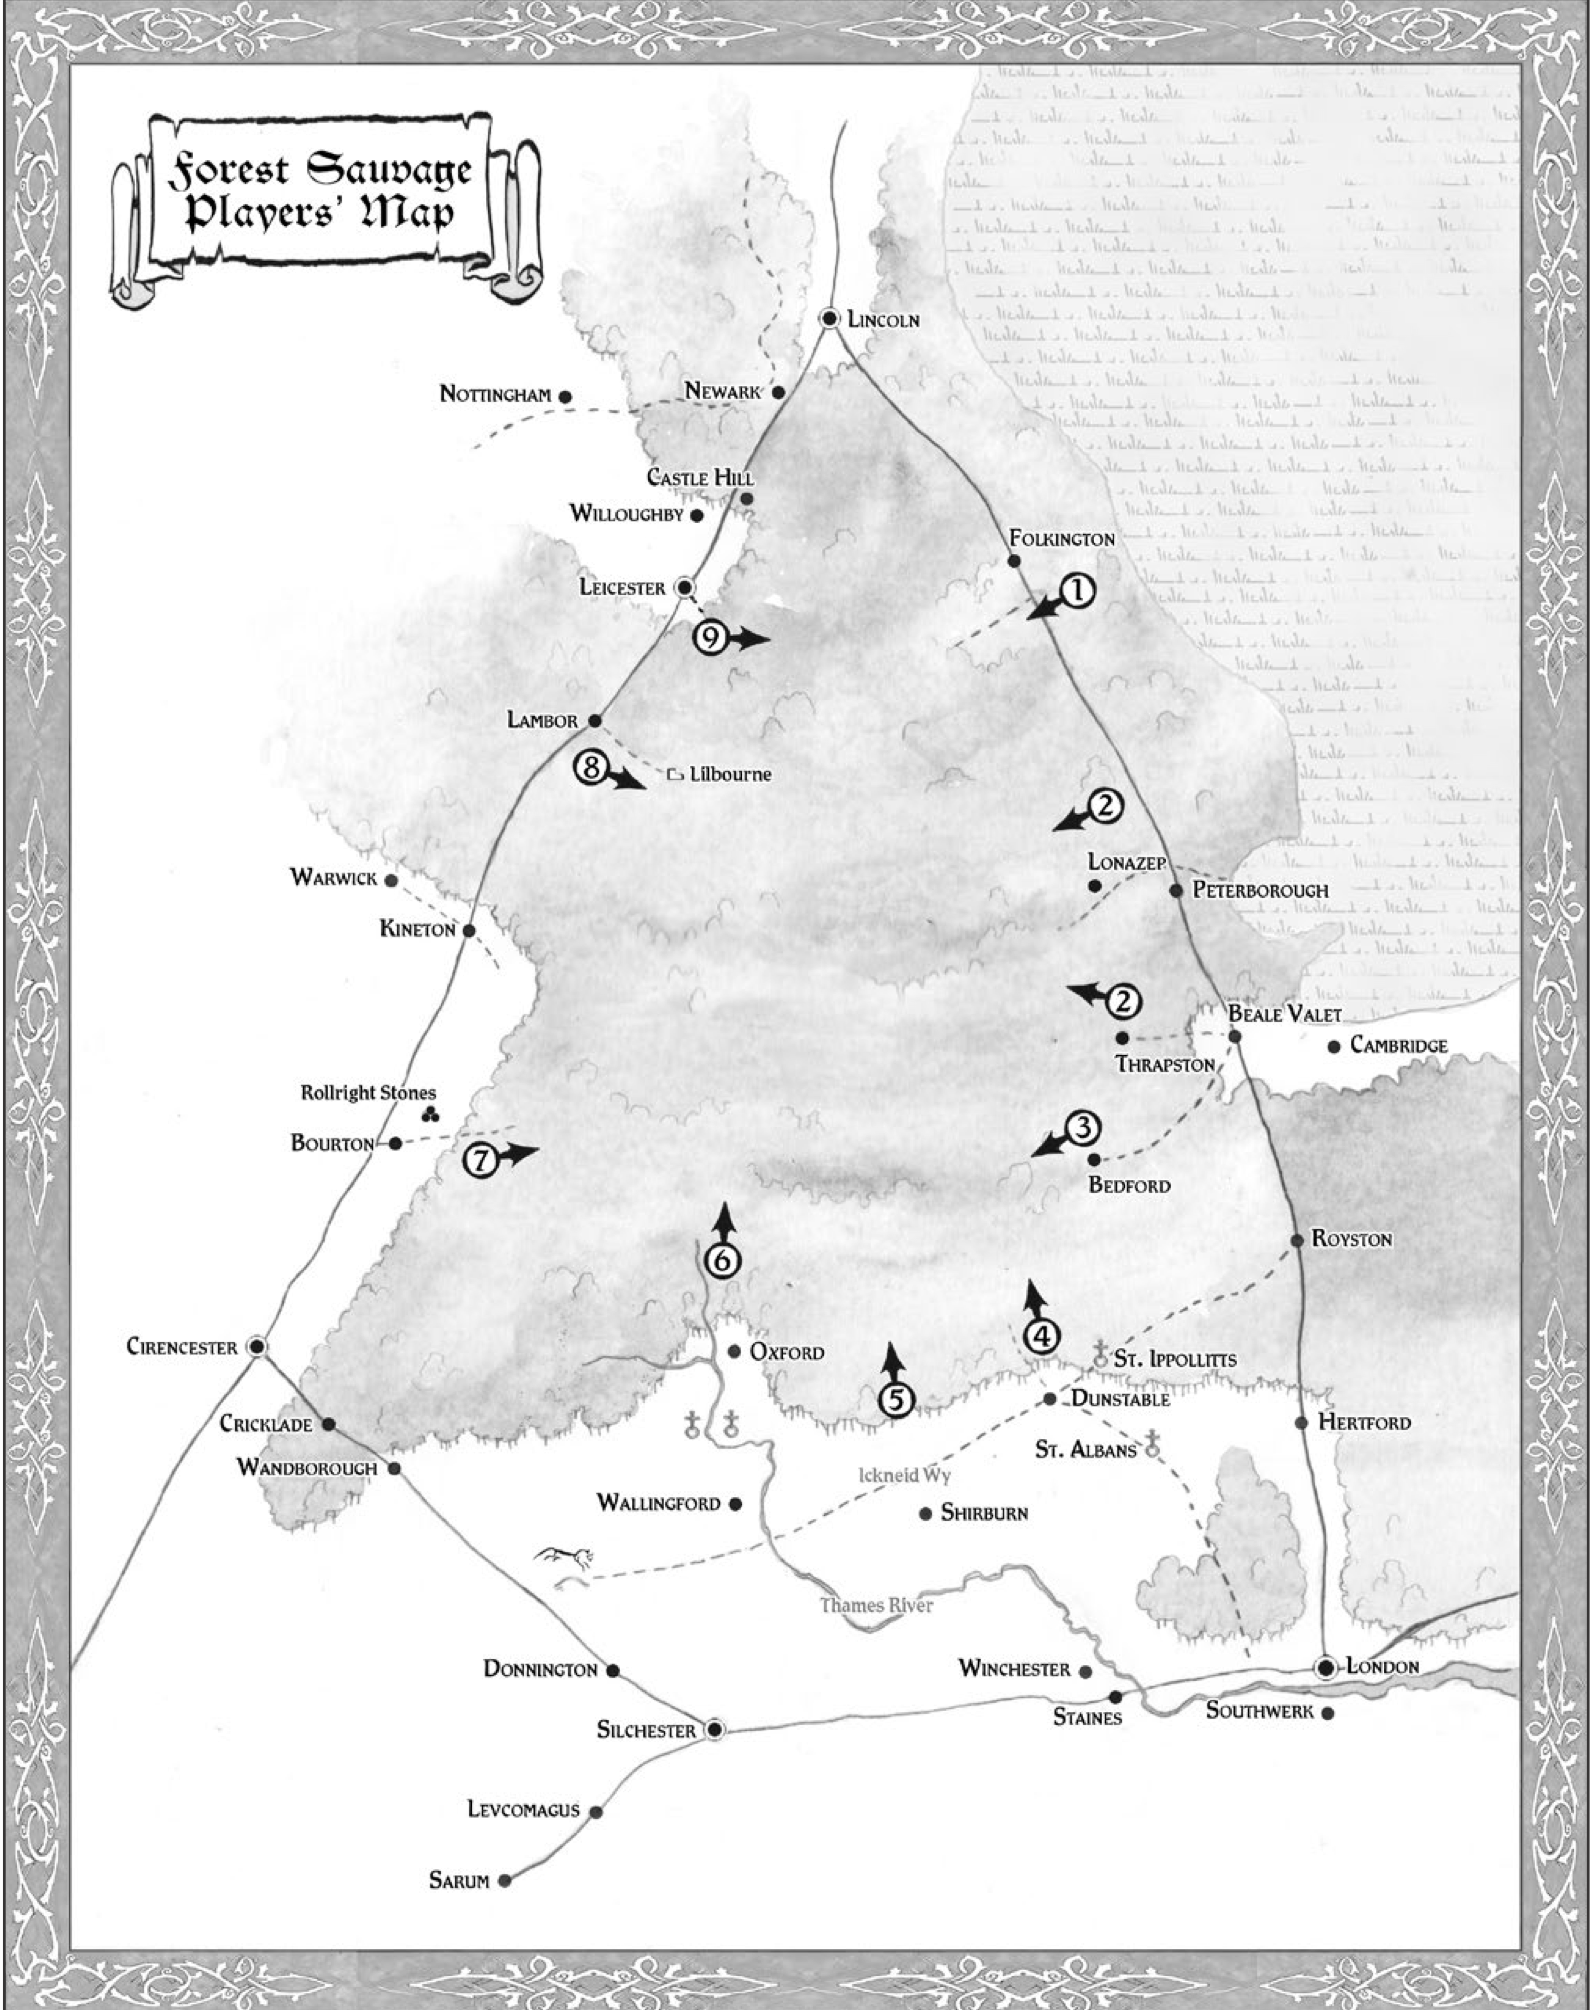 Forest Sauvage
Players' Map
Lincoln
Nottingham
Newark
Castle Hill
Willoughby
Folkington
Leicester
1
9
Lambor
8
Lilbourne
2
Lonazep
Warwick
Peterborough
Kineton
2
Beale Valet
Cambridge
Thrapston
Rollright Stones
3
Bourton
7
Bedford
Royston
6
4
Cirencester
Oxford
St. Ippollitts
5
Dunstable
Cricklade
Hertford
St. Albans
Wandborough
Ickneid Wy
Wallingford
Shirburn
Thames River
Donnington
Winchester
London
Staines
Southwerk
Silchester
Levcomagus
Sarum